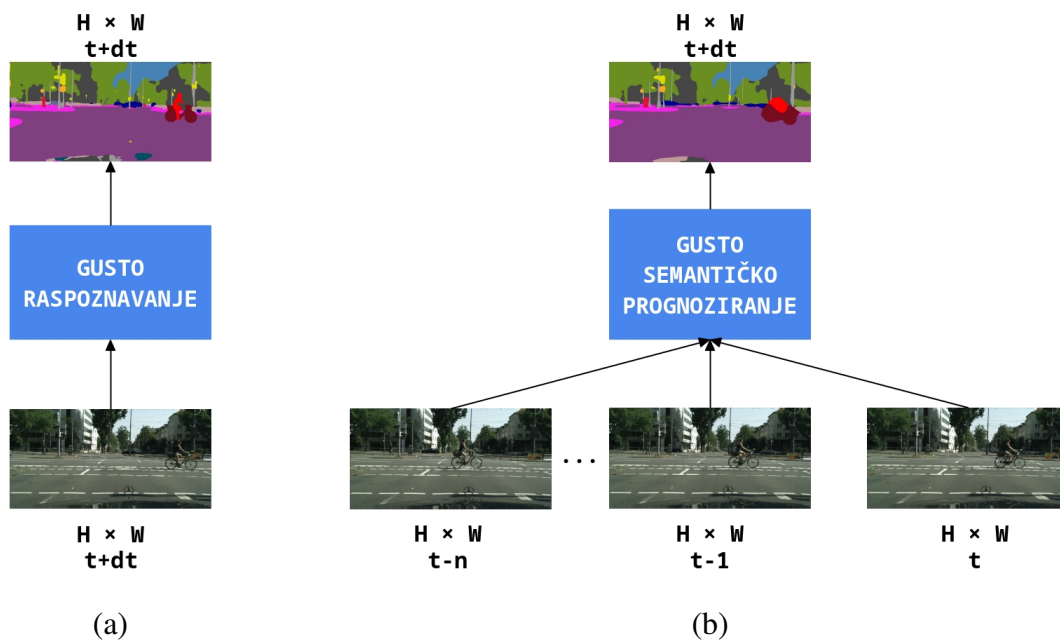 H × W
t+dt
GUSTO
RASPOZNAVANJE
H × W
t+dt
(a)
H × W
t+dt
GUSTO
SEMANTIČKO
PROGNOZIRANJE
...
H × W
t-n
H × W
t-1
H × W
t
(b)